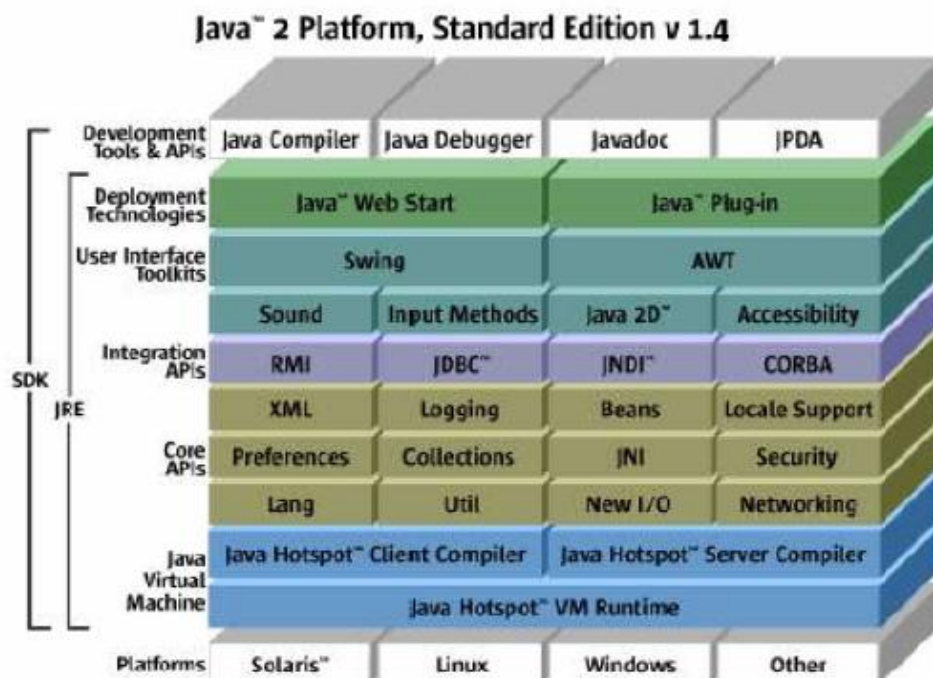 Java™ 2 Platform, Standard Edition v 1.4
Development Tools & APIs
Java Compiler Java Debugger Javadoc JPDA
Deployment Technologies
Java™ Web Start Java™ Plug-in
User Interface Toolkits
Swing AWT
Sound Input Methods Java 2D™ Accessibility
Integration APIs
RMI JDBC™ JNDI™ CORBA
SDK
JRE
XML Logging Beans Locale Support
Core APIs
Preferences Collections JNI Security
Lang Util New I/O Networking
Java Virtual Machine
Java Hotspot™ Client Compiler Java Hotspot™ Server Compiler
Java Hotspot™ VM Runtime
Platforms
Solaris™ Linux Windows Other